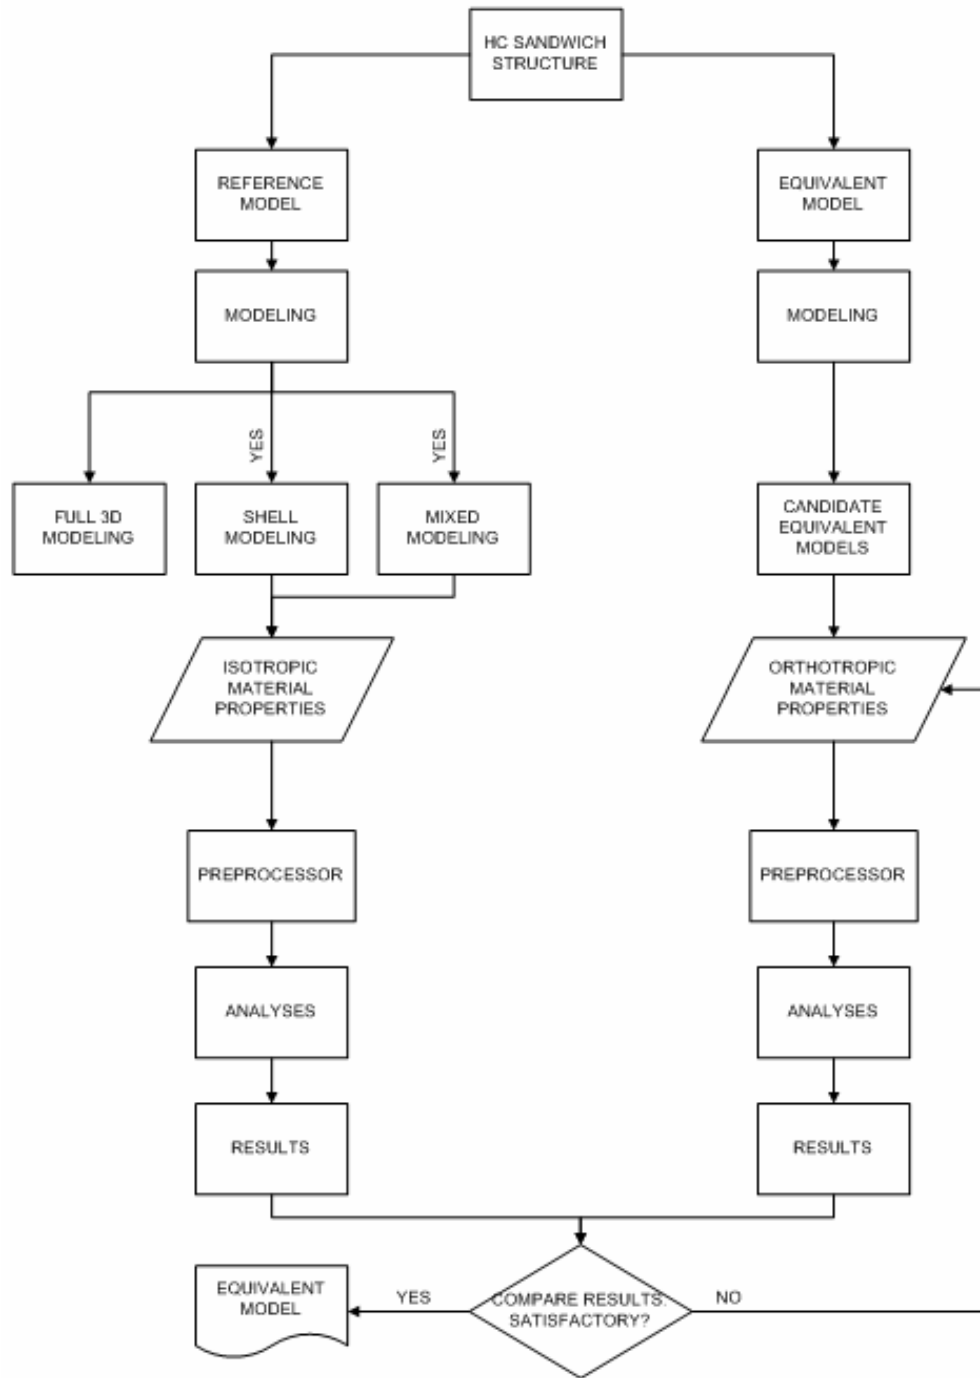 HC SANDWICH
STRUCTURE
REFERENCE
MODEL
EQUIVALENT
MODEL
MODELING
MODELING
YES
YES
FULL 3D
MODELING
SHELL
MODELING
MIXED
MODELING
CANDIDATE
EQUIVALENT
MODELS
ISOTROPIC
MATERIAL
PROPERTIES
ORTHOTROPIC
MATERIAL
PROPERTIES
PREPROCESSOR
PREPROCESSOR
ANALYSES
ANALYSES
RESULTS
RESULTS
EQUIVALENT
MODEL
YES
COMPARE RESULTS.
SATISFACTORY?
NO